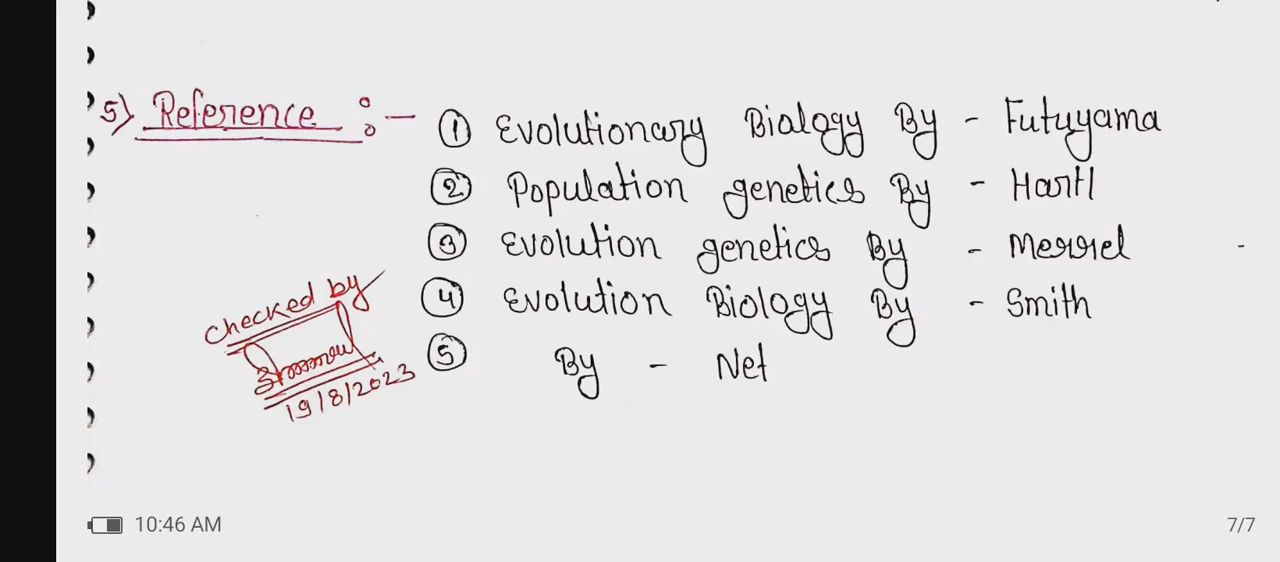 5) Reference :-
① Evolutionary Biology By - Futuyama
② Population genetics By - Hartl
③ Evolution genetics By - Merrel
④ Evolution Biology By - Smith
⑤ By - Net
checked by
19/8/2023
10:46 AM
7/7